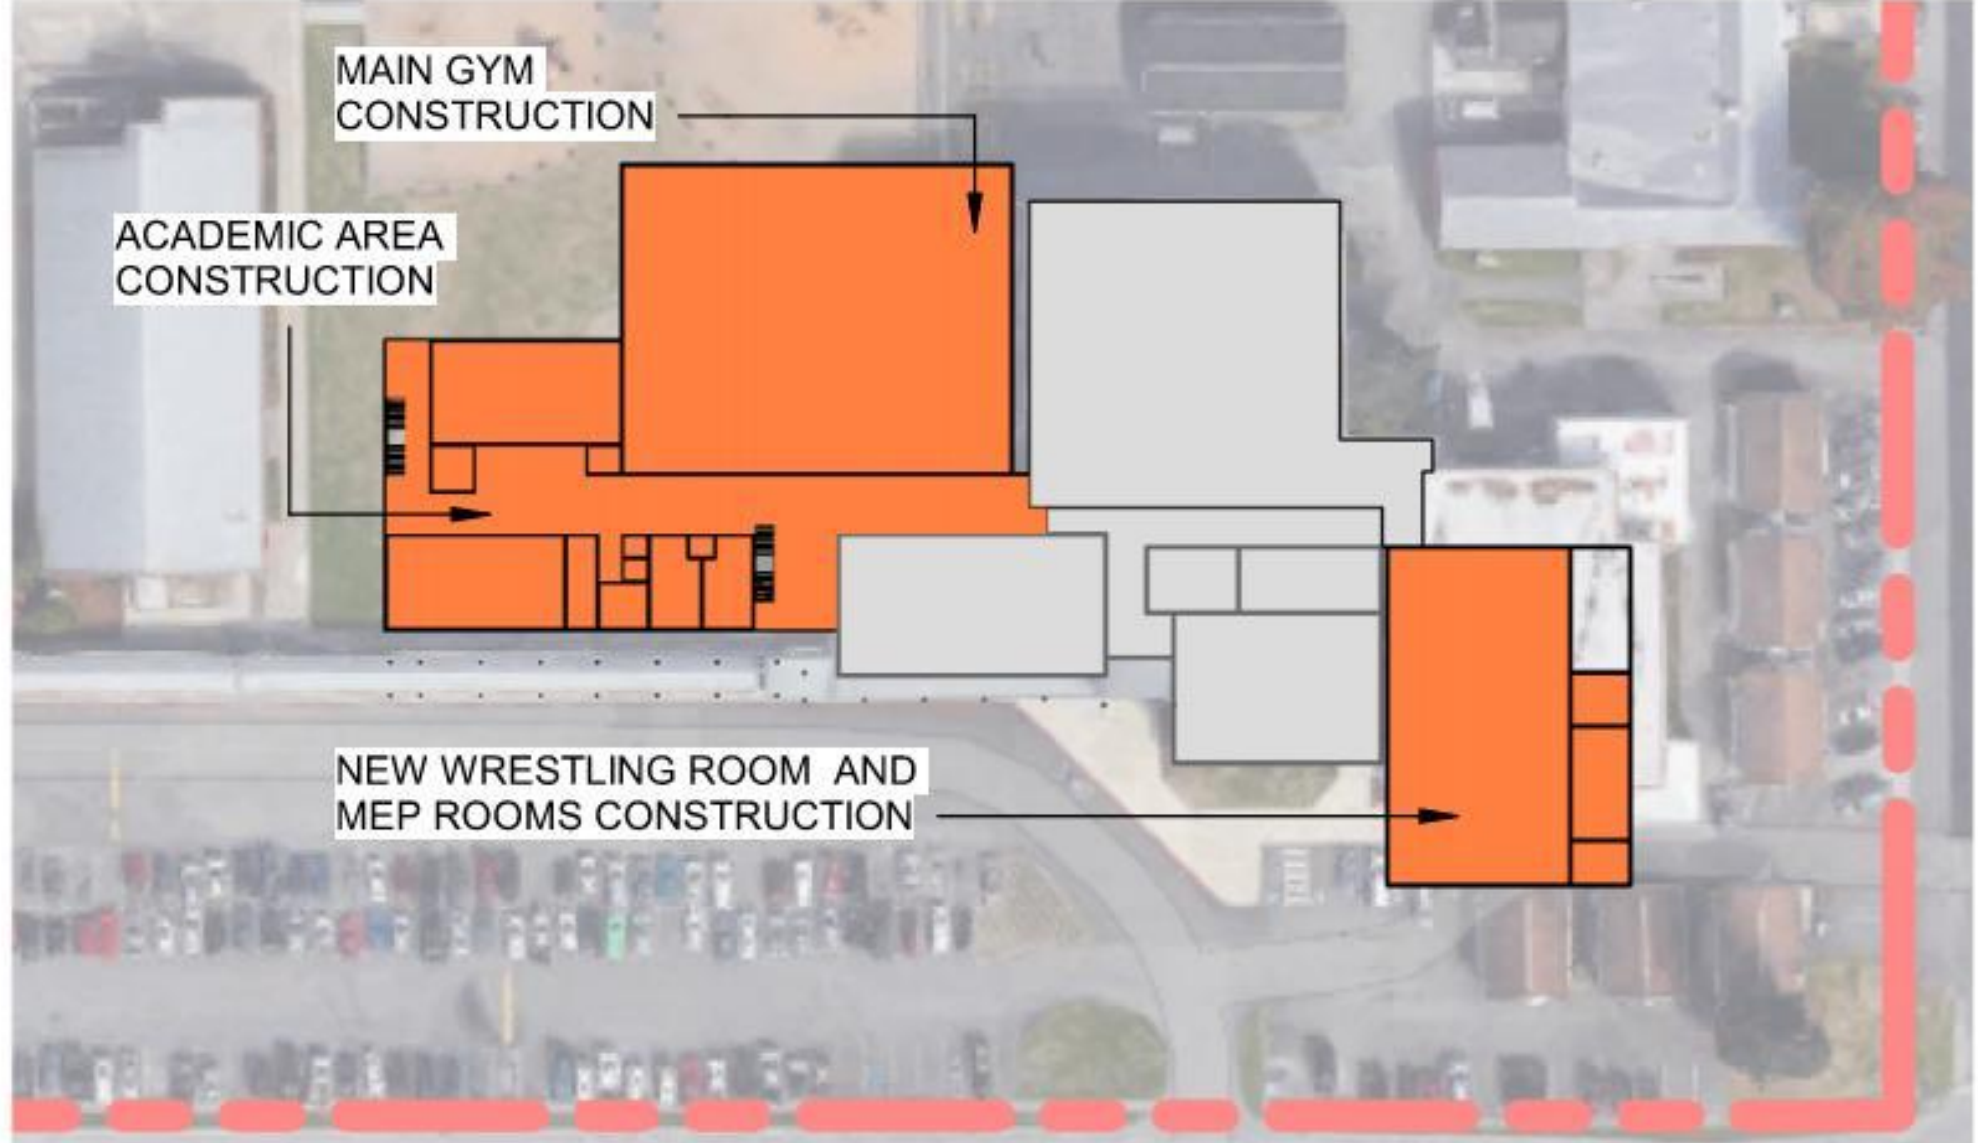 MAIN GYM
CONSTRUCTION
ACADEMIC AREA
CONSTRUCTION
NEW WRESTLING ROOM AND
MEP ROOMS CONSTRUCTION